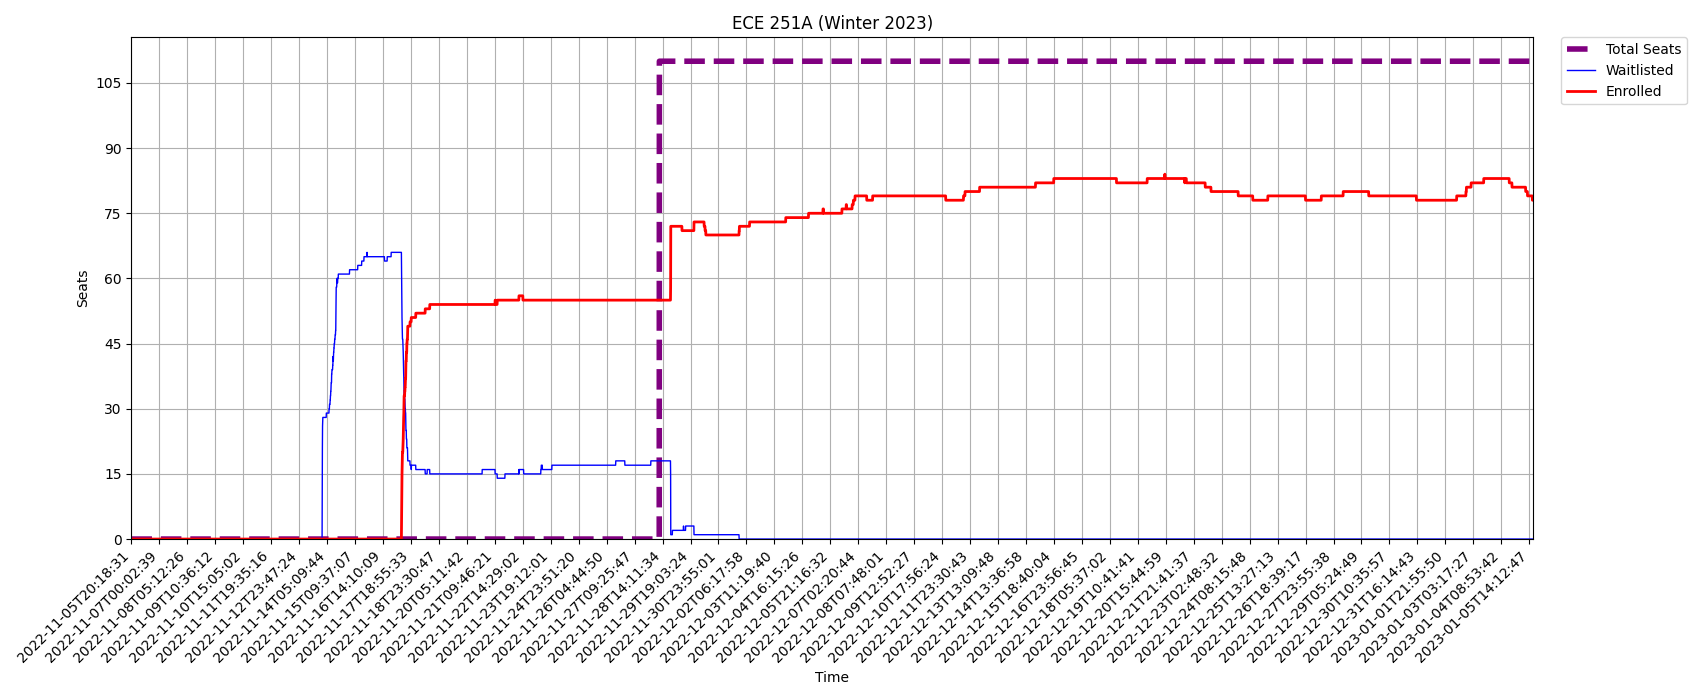 ECE 251A (Winter 2023)
Total Seats
Waitlisted
Enrolled
Seats
105
90
75
60
45
30
15
0
2022-11-05T20:18:31
2022-11-07T00:02:39
2022-11-08T05:12:26
2022-11-09T10:36:12
2022-11-10T15:05:02
2022-11-11T19:35:16
2022-11-12T23:47:24
2022-11-14T05:09:44
2022-11-15T09:37:07
2022-11-16T14:10:09
2022-11-17T18:55:33
2022-11-18T23:30:47
2022-11-20T05:11:42
2022-11-21T09:46:21
2022-11-22T14:29:02
2022-11-23T19:12:01
2022-11-24T23:51:20
2022-11-26T04:44:50
2022-11-27T09:25:47
2022-11-28T14:11:34
2022-11-29T19:03:24
2022-11-30T23:55:01
2022-12-02T06:17:58
2022-12-03T11:19:40
2022-12-04T16:15:26
2022-12-05T21:16:32
2022-12-07T02:20:44
2022-12-08T07:48:01
2022-12-09T12:52:27
2022-12-10T17:56:24
2022-12-11T23:30:43
2022-12-13T13:09:48
2022-12-14T13:36:58
2022-12-15T18:40:04
2022-12-16T23:56:45
2022-12-18T05:37:02
2022-12-19T10:41:41
2022-12-20T15:44:59
2022-12-21T21:41:37
2022-12-23T02:48:32
2022-12-24T08:15:48
2022-12-25T13:27:13
2022-12-26T18:39:17
2022-12-27T23:55:38
2022-12-29T05:24:49
2022-12-30T10:35:57
2022-12-31T16:14:43
2023-01-01T21:55:50
2023-01-03T03:17:27
2023-01-04T08:53:42
2023-01-05T14:12:47
Time